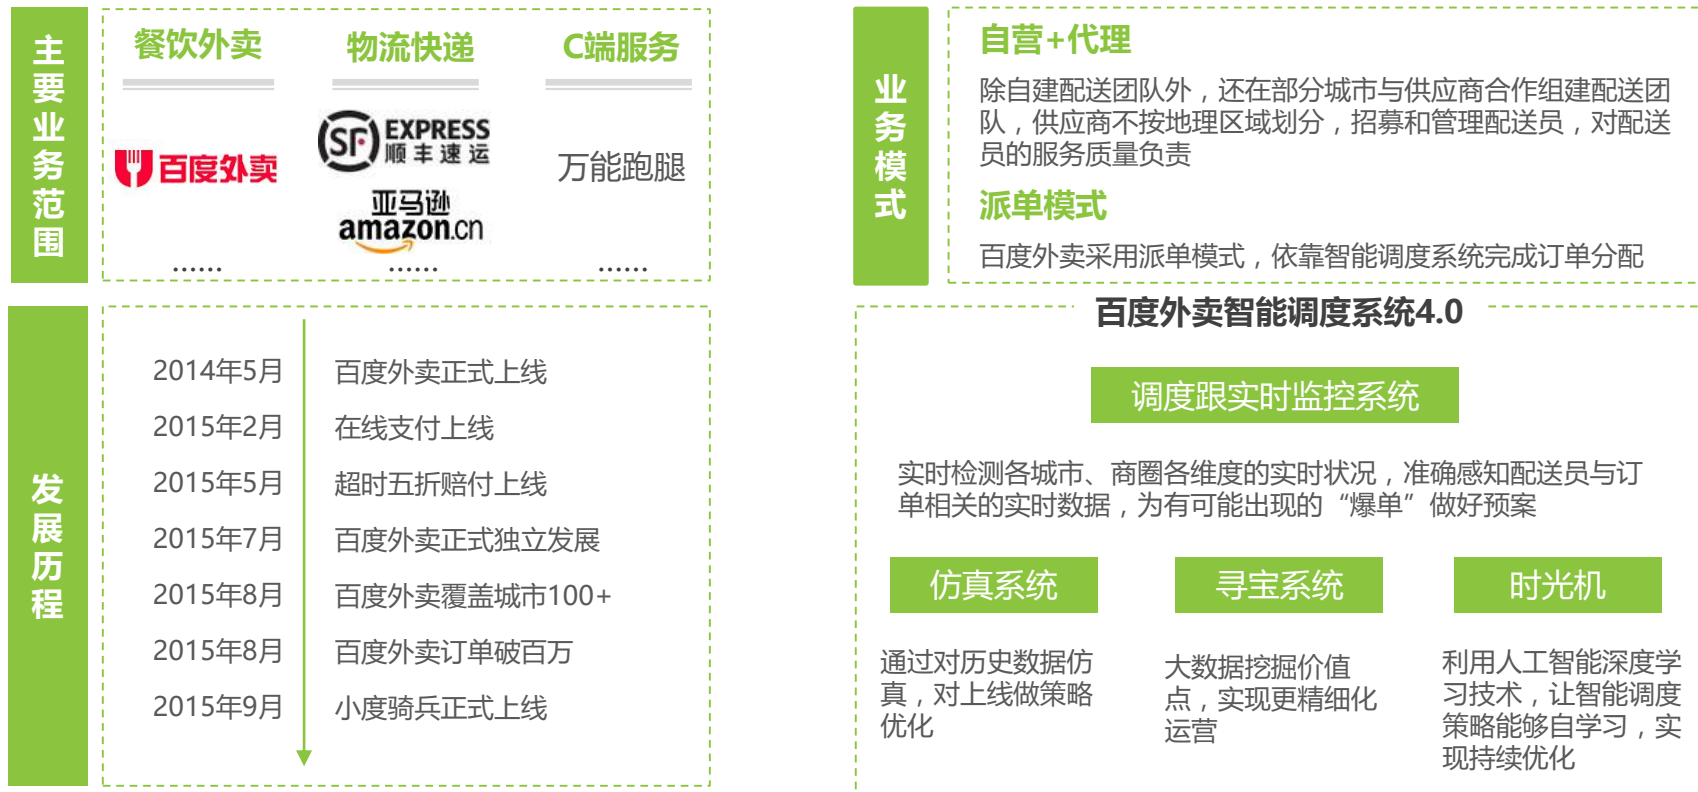 主要业务范围
餐饮外卖
物流快递
C端服务
百度外卖
SF EXPRESS
顺丰速运
亚马逊
amazon.cn
万能跑腿
……
……
……
业务模式
自营+代理
除自建配送团队外，还在部分城市与供应商合作组建配送团
队，供应商不按地理区域划分，招募和管理配送员，对配送
员的服务质量负责
派单模式
百度外卖采用派单模式，依靠智能调度系统完成订单分配
发展历程
2014年5月 百度外卖正式上线
2015年2月 在线支付上线
2015年5月 超时五折赔付上线
2015年7月 百度外卖正式独立发展
2015年8月 百度外卖覆盖城市100+
2015年8月 百度外卖订单破百万
2015年9月 小度骑兵正式上线
百度外卖智能调度系统4.0
调度跟实时监控系统
实时检测各城市、商圈各维度的实时状况，准确感知配送员与订
单相关的实时数据，为有可能出现的“爆单”做好预案
仿真系统
通过对历史数据仿
真，对上线做策略
优化
寻宝系统
大数据挖掘价值
点，实现更精细化
运营
时光机
利用人工智能深度学
习技术，让智能调度
策略能够自学习，实
现持续优化